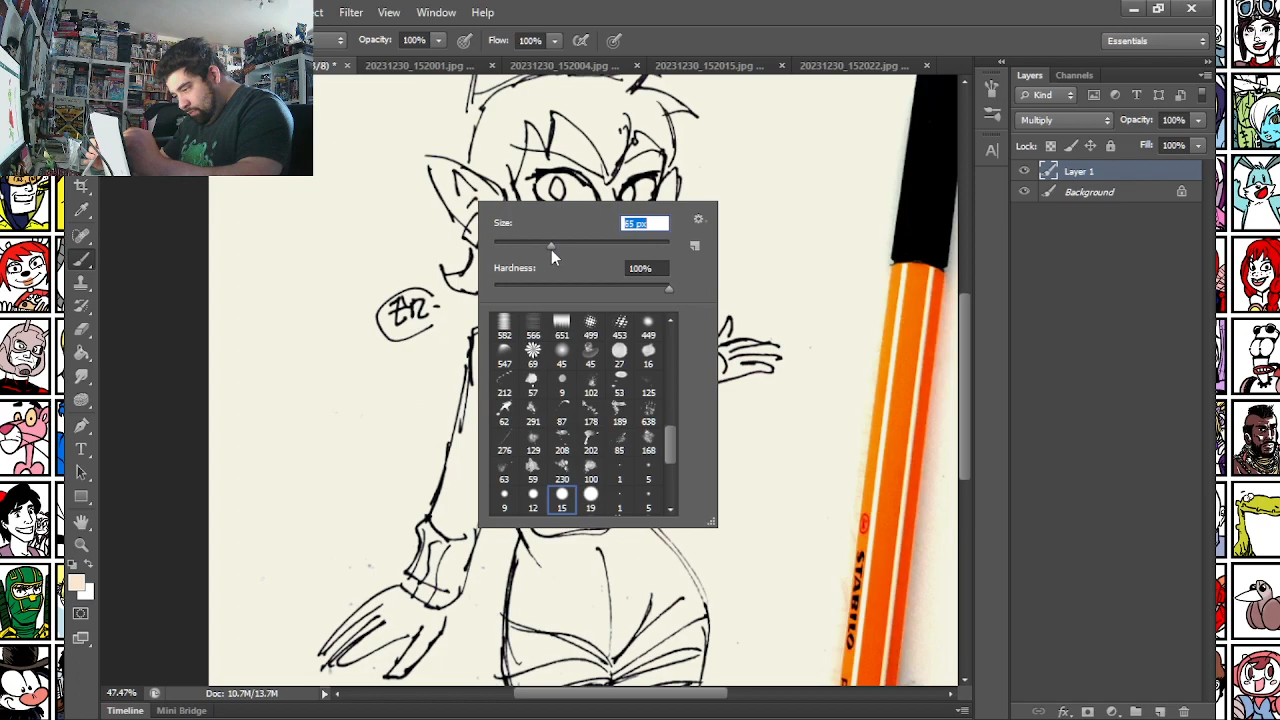 Filter View Window Help
Opacity: 100% Flow: 100% Essentials
20231230_152001.jpg ... 20231230_152004.jpg ... 20231230_152015.jpg ... 20231230_152022.jpg ...
Layers Channels
Kind
Multiply Opacity: 100%
Lock: Fill: 100%
Layer 1
Background
Size:
Hardness: 100%
582 566 651 499 453 449
547 69 45 45 27 16
212 57 9 102 53 125
62 291 87 178 189 638
276 129 208 202 85 168
63 59 230 100 1 5
9 12 15 19 1 5
STABILO
47.47% Doc: 10.7M/13.7M
Timeline Mini Bridge